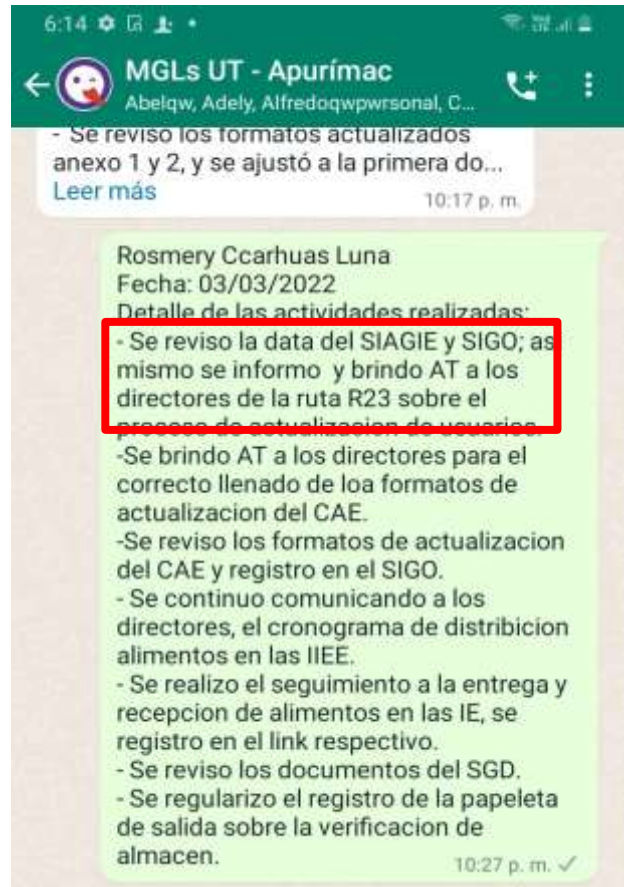 6:14
MGLs UT - Apurímac
Abelqw, Adely, Alfredoqwpwrsonal, C...
- Se reviso los formatos actualizados
anexo 1 y 2, y se ajustó a la primera do...
Leer más
10:17 p. m.
Rosmery Ccarhuas Luna
Fecha: 03/03/2022
Detalle de las actividades realizadas:
- Se reviso la data del SIAGIE y SIGO; as
mismo se informo y brindo AT a los
directores de la ruta R23 sobre el
proceso de actualizacion de usuarios.
-Se brindo AT a los directores para el
correcto llenado de loa formatos de
actualizacion del CAE.
-Se reviso los formatos de actualizacion
del CAE y registro en el SIGO.
- Se continuo comunicando a los
directores, el cronograma de distribicion
alimentos en las IIEE.
- Se realizo el seguimiento a la entrega y
recepcion de alimentos en las IE, se
registro en el link respectivo.
- Se reviso los documentos del SGD.
- Se regularizo el registro de la papeleta
de salida sobre la verificacion de
almacen.
10:27 p. m.